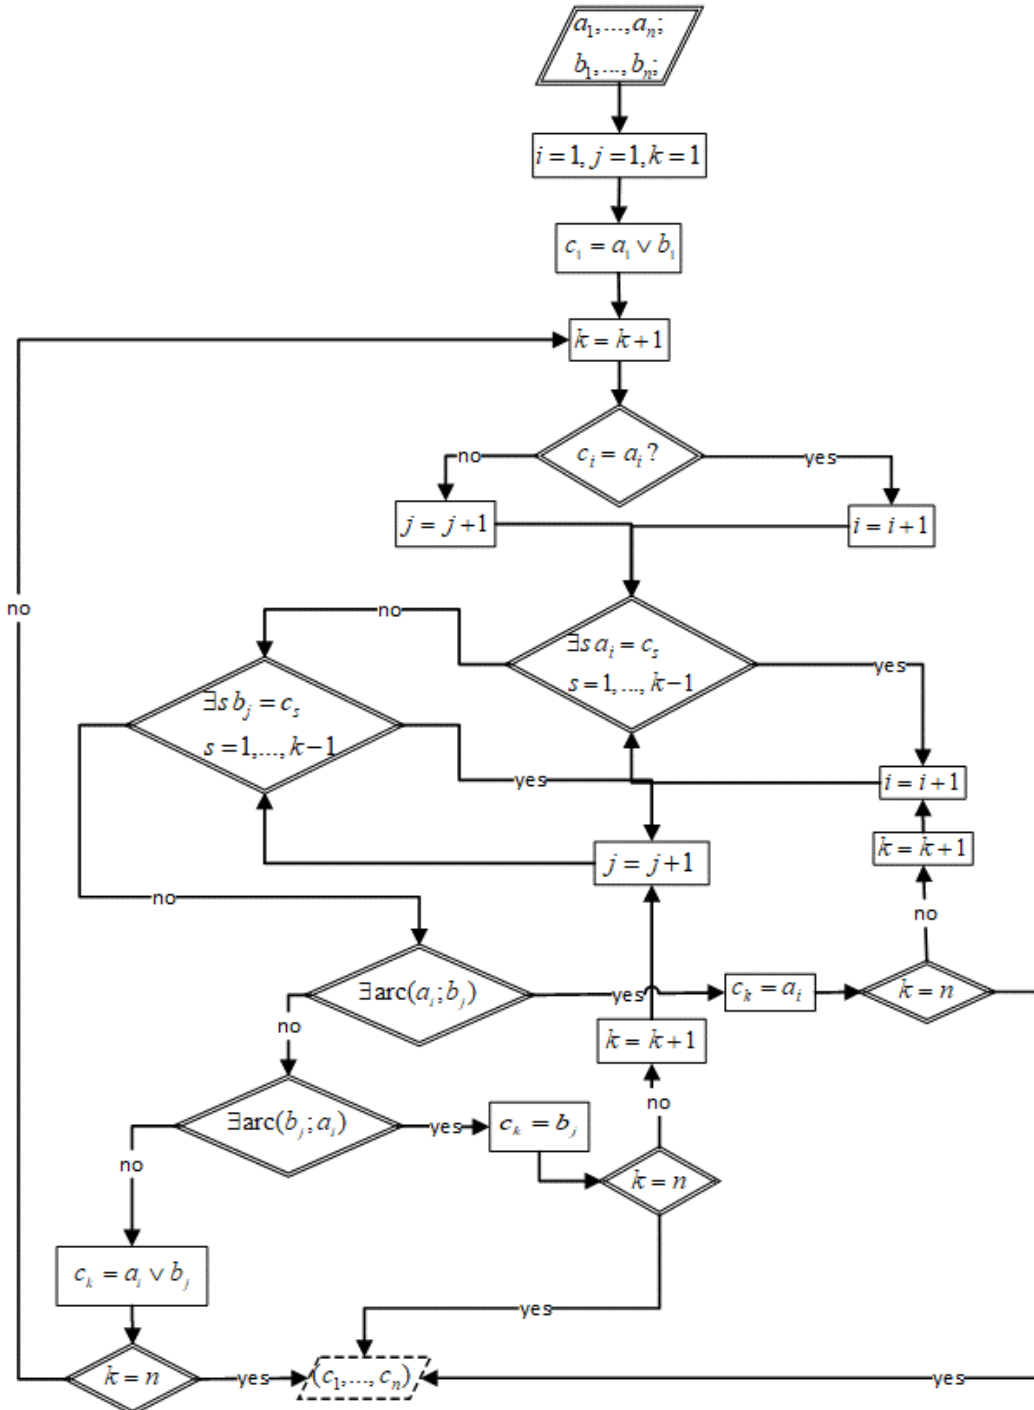 a₁,...,aₙ;
b₁,...,bₙ;
i = 1, j = 1, k = 1
c₁ = a₁ ∨ b₁
k = k + 1
cᵢ = aᵢ ?
no
yes
j = j + 1
i = i + 1
no
no
∃s aᵢ = cₛ
s = 1,..., k − 1
yes
∃s bⱼ = cₛ
s = 1,..., k − 1
yes
i = i + 1
k = k + 1
j = j + 1
no
no
∃arc(aᵢ; bⱼ)
yes
cₖ = aᵢ
k = n
no
k = k + 1
no
∃arc(bⱼ; aᵢ)
yes
cₖ = bⱼ
no
k = n
cₖ = aᵢ ∨ bⱼ
yes
k = n
yes
(c₁,..., cₙ)
yes